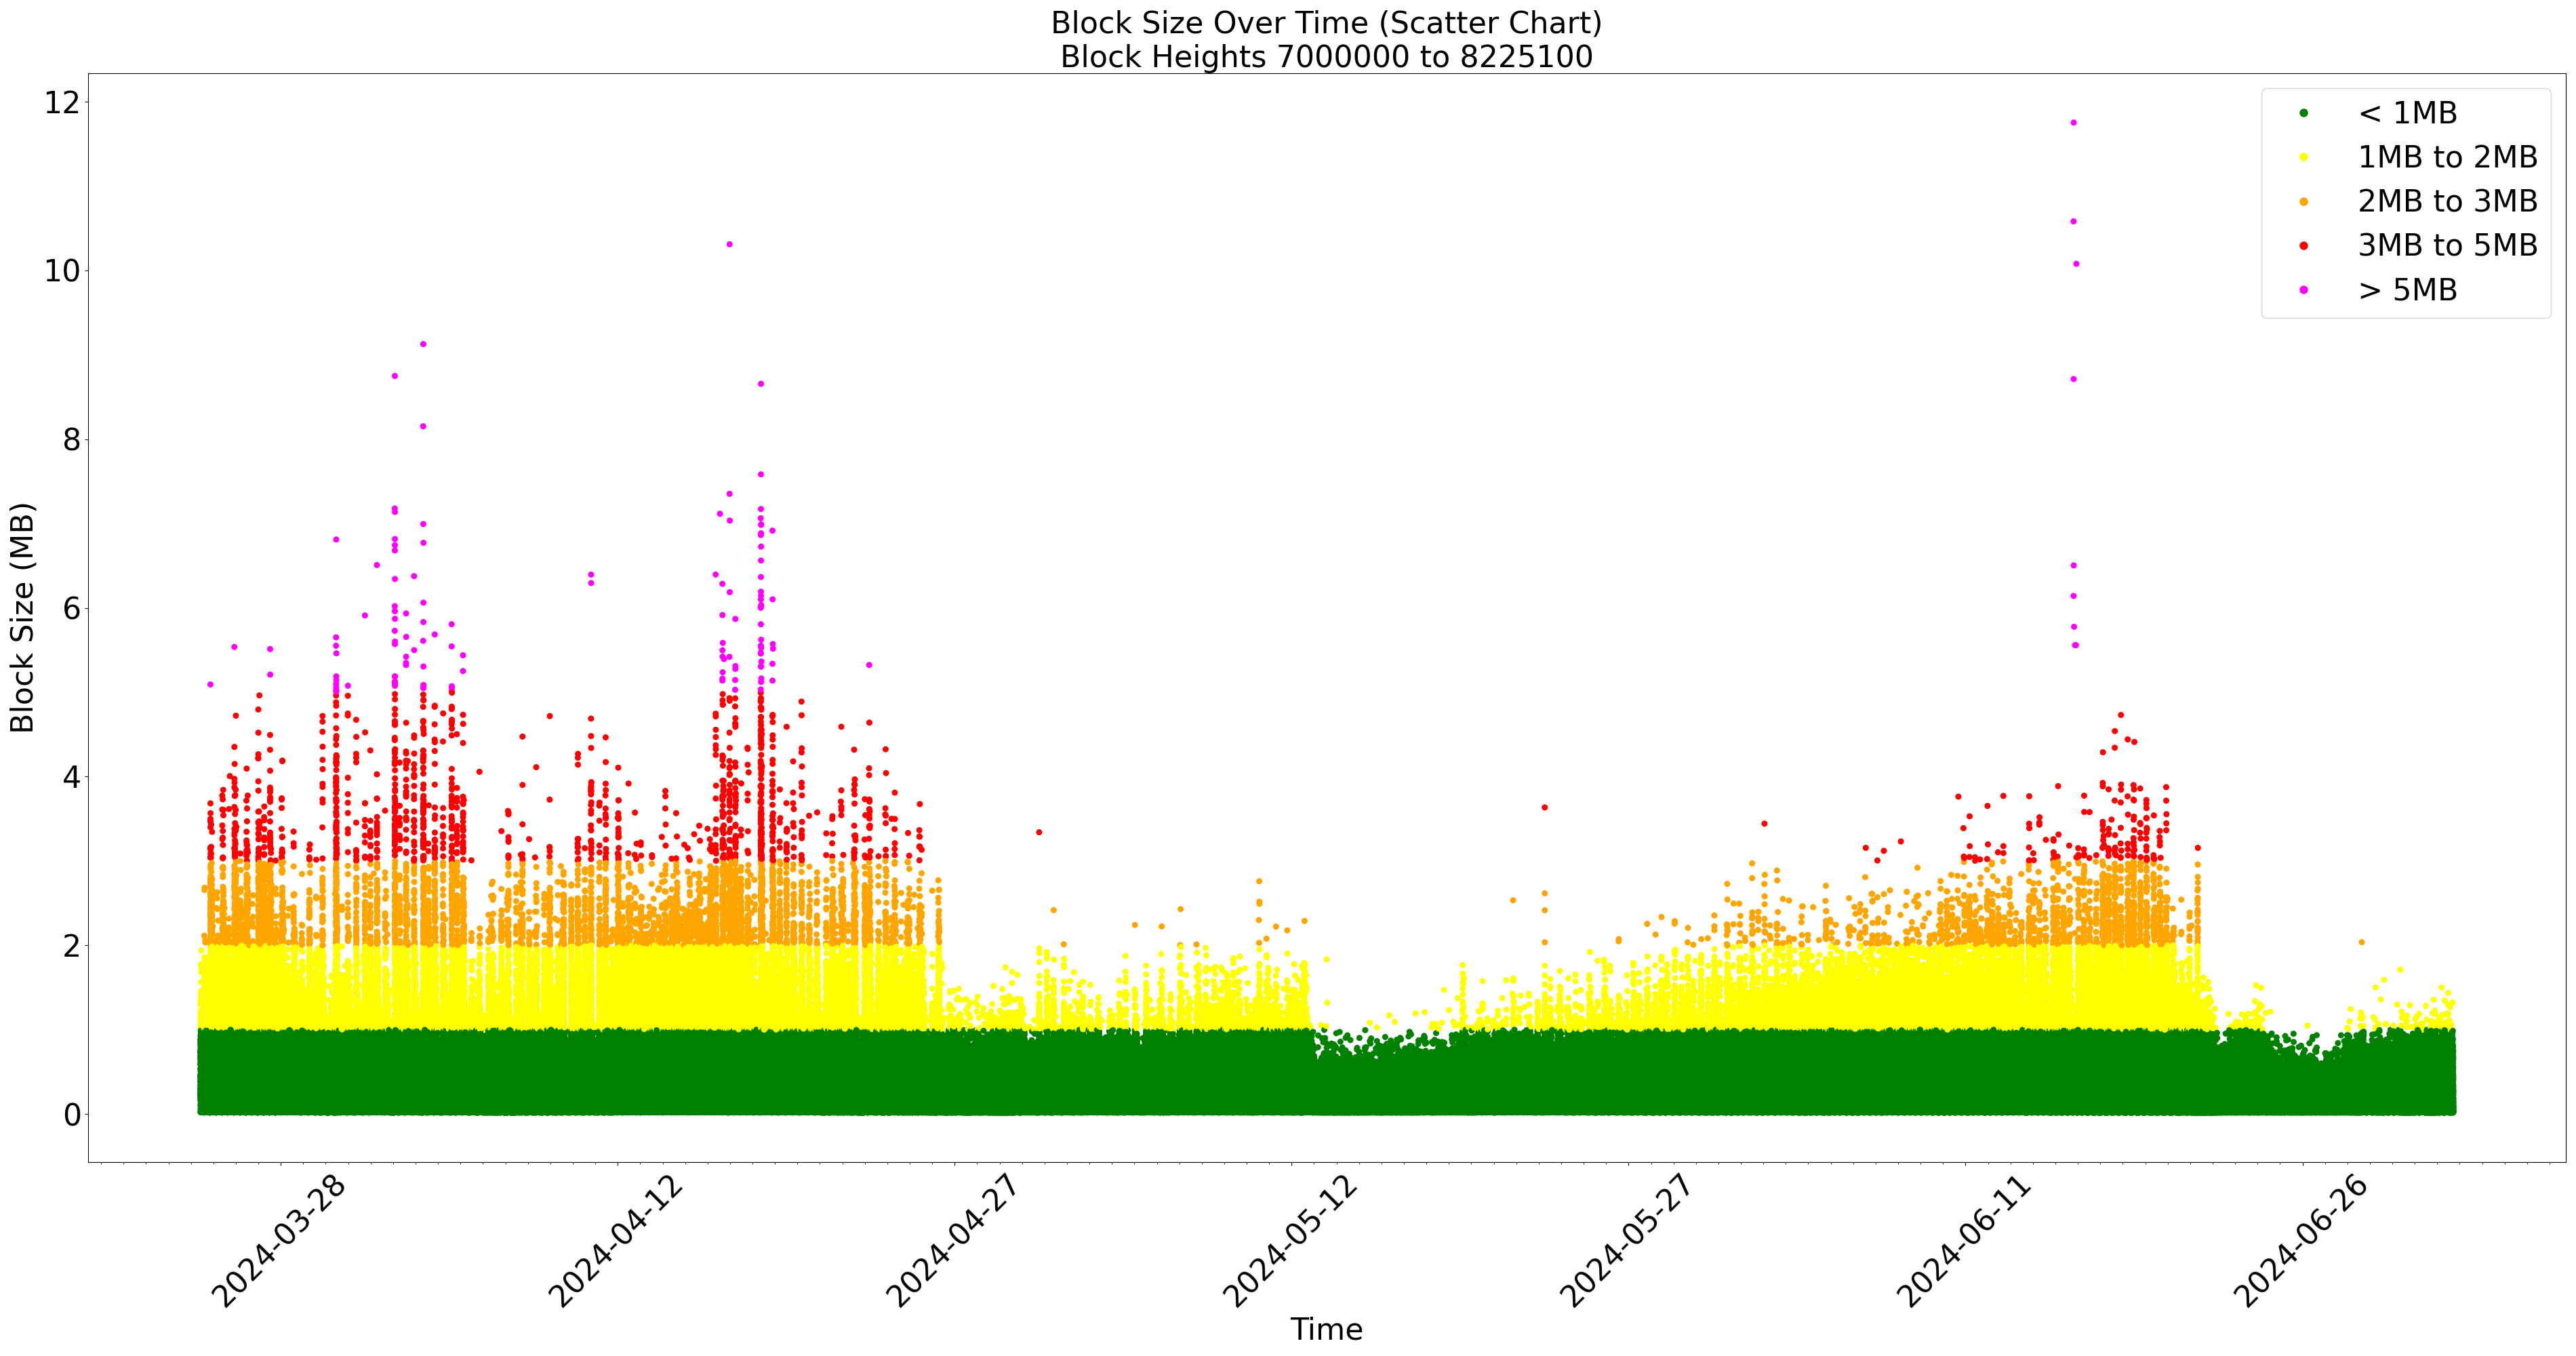 Block Size Over Time (Scatter Chart)
Block Heights 7000000 to 8225100
12
10
8
6
4
2
0
Block Size (MB)
< 1MB
1MB to 2MB
2MB to 3MB
3MB to 5MB
> 5MB
2024-03-28
2024-04-12
2024-04-27
2024-05-12
2024-05-27
2024-06-11
2024-06-26
Time